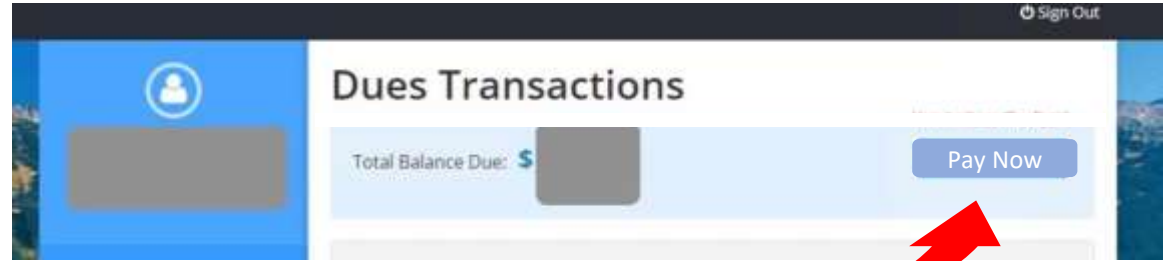 Sign Out
Dues Transactions
Total Balance Due: $
Pay Now